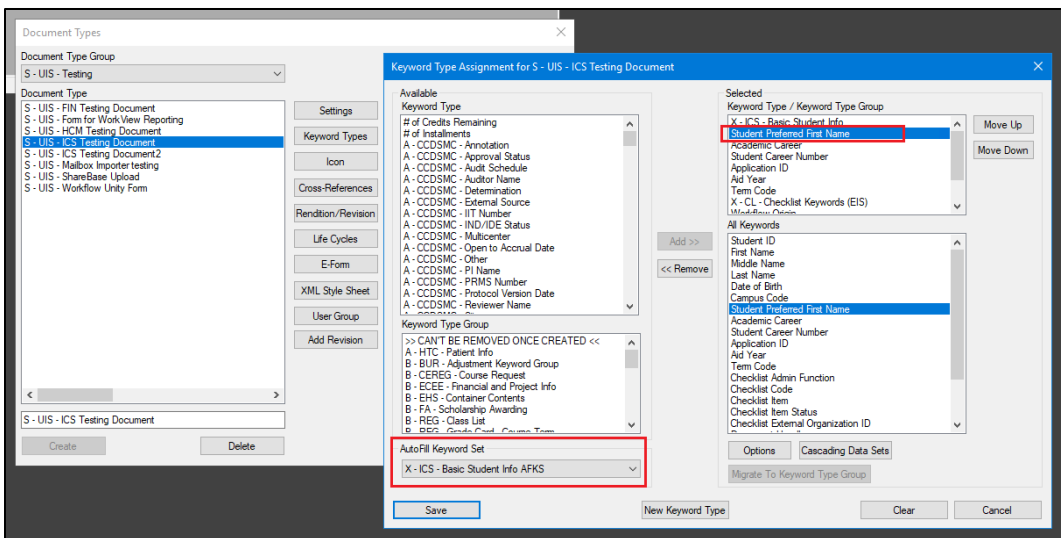 Document Types
Document Type Group
S - UIS - Testing
Document Type
S - UIS - FIN Testing Document
S - UIS - Form for WorkView Reporting
S - UIS - HCM Testing Document
S - UIS - ICS Testing Document
S - UIS - ICS Testing Document2
S - UIS - Mailbox Importer testing
S - UIS - ShareBase Upload
S - UIS - Workflow Unity Form
S - UIS - ICS Testing Document
Create
Delete
Settings
Keyword Types
Icon
Cross-References
Rendition/Revision
Life Cycles
E-Form
XML Style Sheet
User Group
Add Revision
Keyword Type Assignment for S - UIS - ICS Testing Document
Available
Keyword Type
# of Credits Remaining
# of Installments
A - CCDSMC - Annotation
A - CCDSMC - Approval Status
A - CCDSMC - Audit Schedule
A - CCDSMC - Auditor Name
A - CCDSMC - Determination
A - CCDSMC - External Source
A - CCDSMC - IIT Number
A - CCDSMC - IND/IDE Status
A - CCDSMC - Multicenter
A - CCDSMC - Open to Accrual Date
A - CCDSMC - Other
A - CCDSMC - PI Name
A - CCDSMC - PRMS Number
A - CCDSMC - Protocol Version Date
A - CCDSMC - Reviewer Name
Keyword Type Group
>> CAN'T BE REMOVED ONCE CREATED <<
A - HTC - Patient Info
B - BUR - Adjustment Keyword Group
B - CEREG - Course Request
B - ECEE - Financial and Project Info
B - EHS - Container Contents
B - FA - Scholarship Awarding
B - REG - Class List
B - REG - Grade Card - Course Term
AutoFill Keyword Set
X - ICS - Basic Student Info AFKS
Add >>
<< Remove
Selected
Keyword Type / Keyword Type Group
X - ICS - Basic Student Info
Student Preferred First Name
Academic Career
Student Career Number
Application ID
Aid Year
Term Code
X - CL - Checklist Keywords (EIS)
Workflow Origin
All Keywords
Student ID
First Name
Middle Name
Last Name
Date of Birth
Campus Code
Student Preferred First Name
Academic Career
Student Career Number
Application ID
Aid Year
Term Code
Checklist Admin Function
Checklist Code
Checklist Item
Checklist Item Status
Checklist External Organization ID
Move Up
Move Down
Options
Cascading Data Sets
Migrate To Keyword Type Group
Save
New Keyword Type
Clear
Cancel